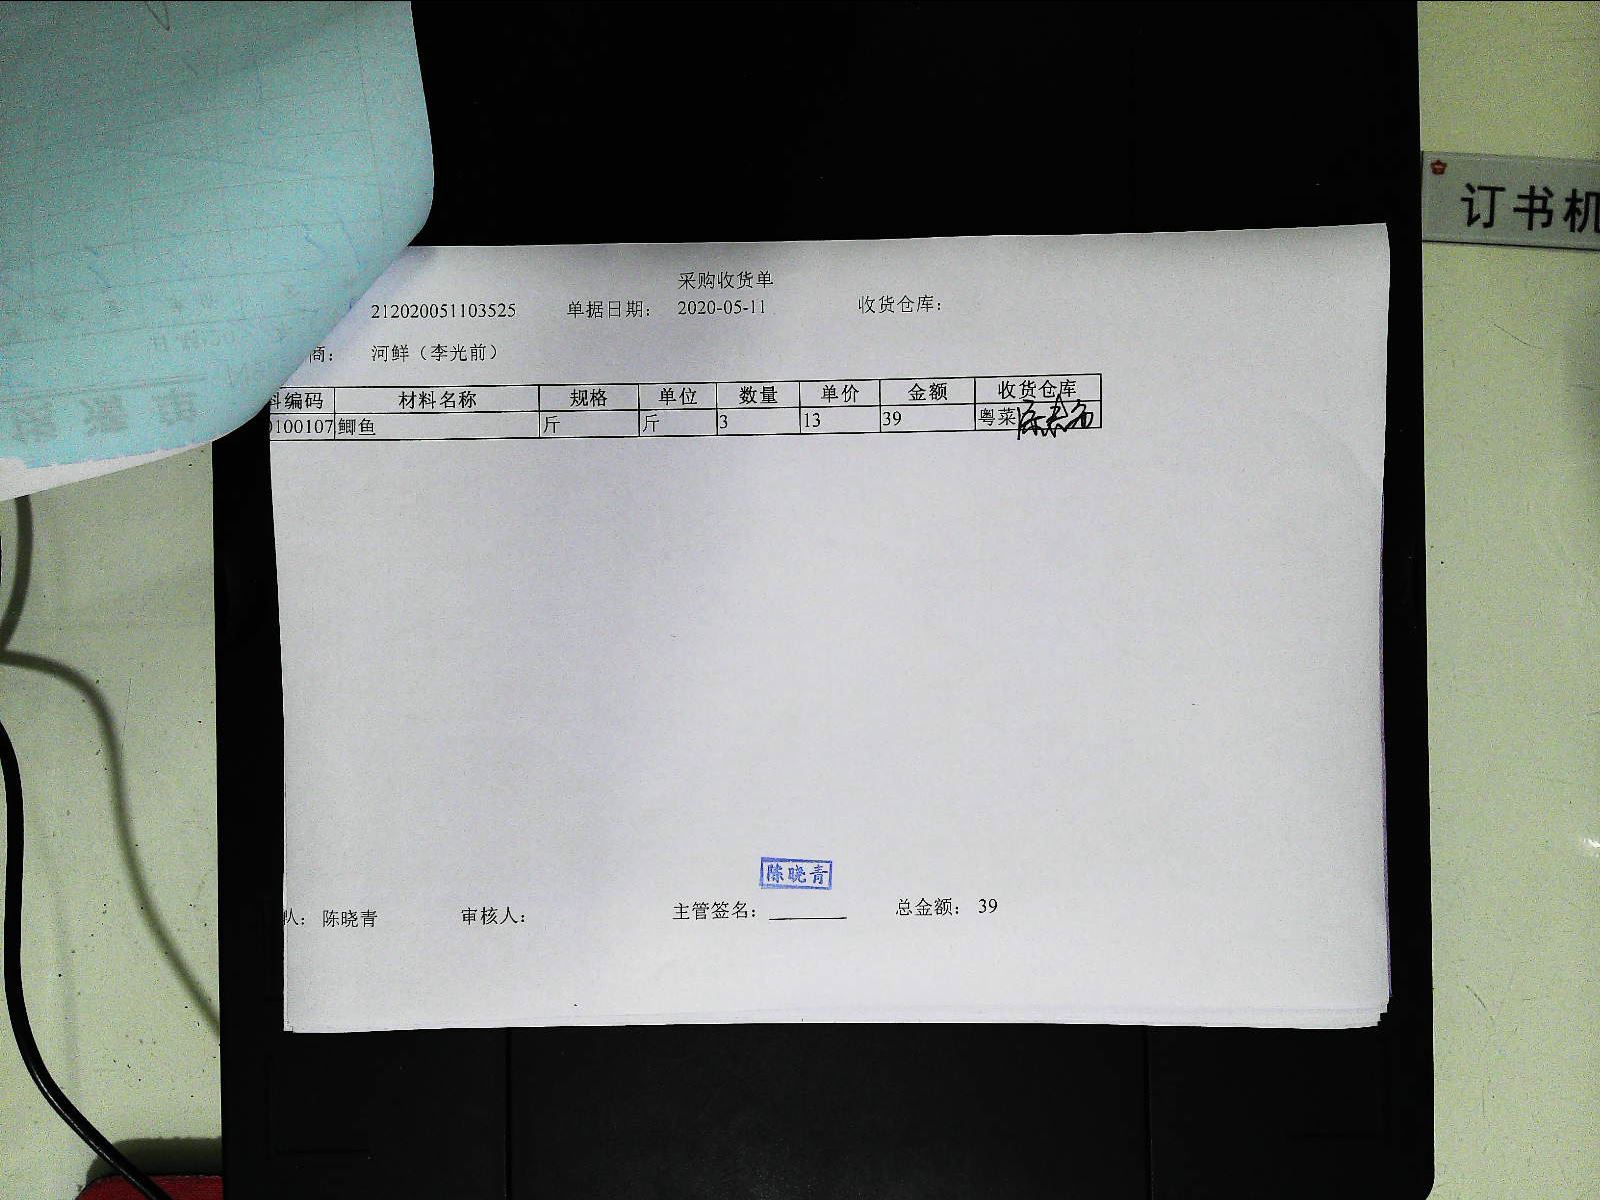 订书机
采购收货单
212020051103525 单据日期： 2020-05-11 收货仓库：
商： 河鲜（李光前）
料编码 材料名称 规格 单位 数量 单价 金额 收货仓库
0100107 鲫鱼 斤 斤 3 13 39 粤菜
陈晓青
人： 陈晓青 审核人： 主管签名： 总金额： 39